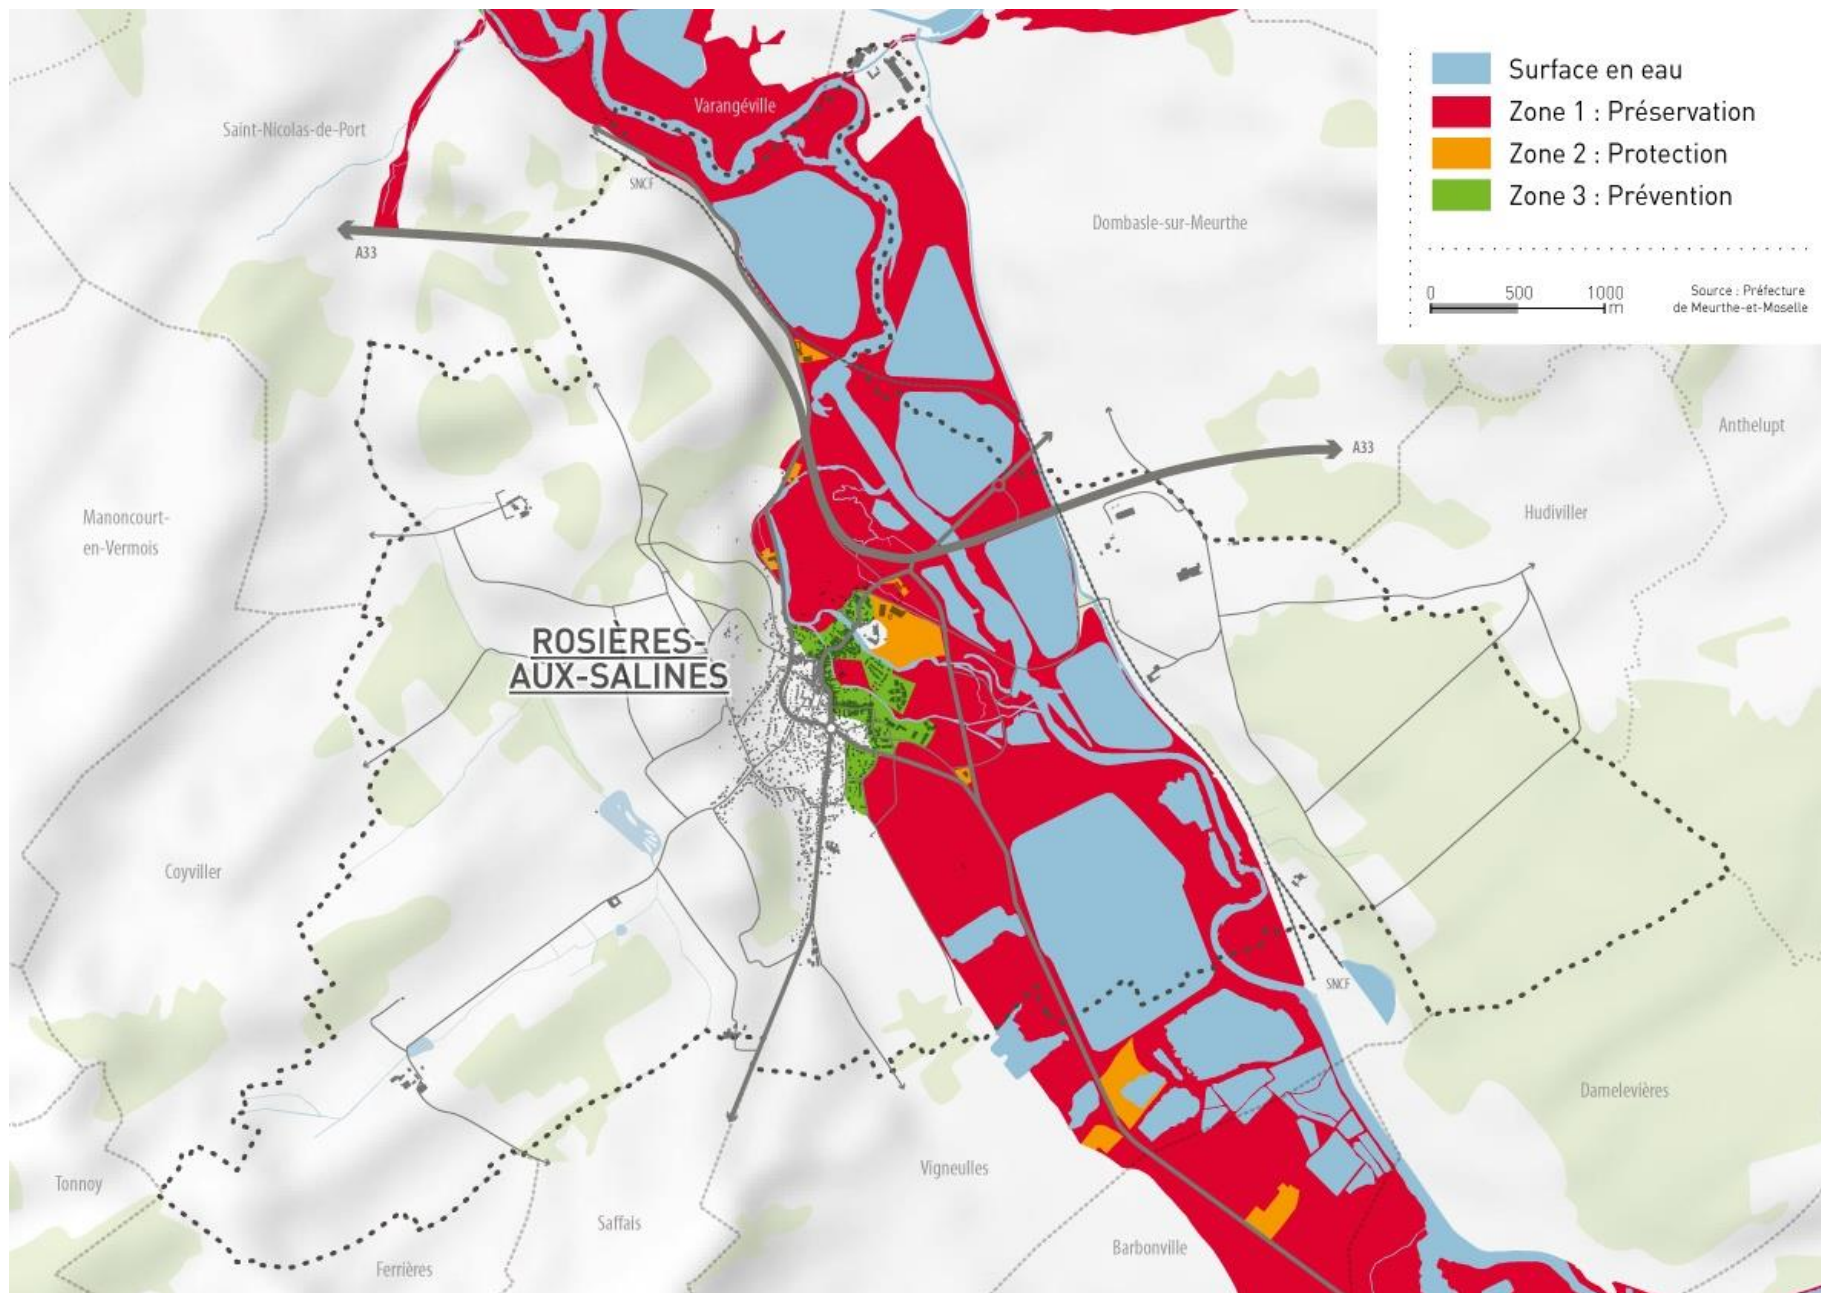 Surface en eau
Zone 1 : Préservation
Zone 2 : Protection
Zone 3 : Prévention
0 500 1000
m
Source : Préfecture
de Meurthe-et-Moselle
Varangéville
Saint-Nicolas-de-Port
SNCF
Dombasle-sur-Meurthe
A33
Anthelupt
A33
Manoncourt-
en-Vermois
Hudiviller
ROSIÈRES-
AUX-SALINES
Coyviller
SNCF
Damelevières
Vigneulles
Tonnoy
Saffais
Barbonville
Ferrières